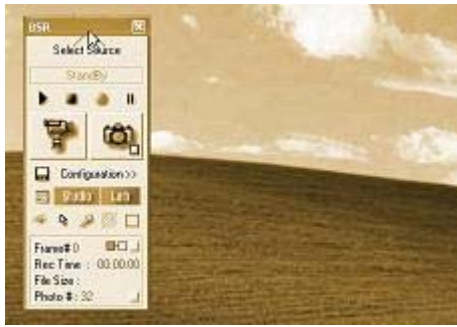 BSR
Select Source
StandBy
Configuration >>
Studio Lab
Frame# 0
Rec Time : 00:00:00
File Size :
Photo # : 32